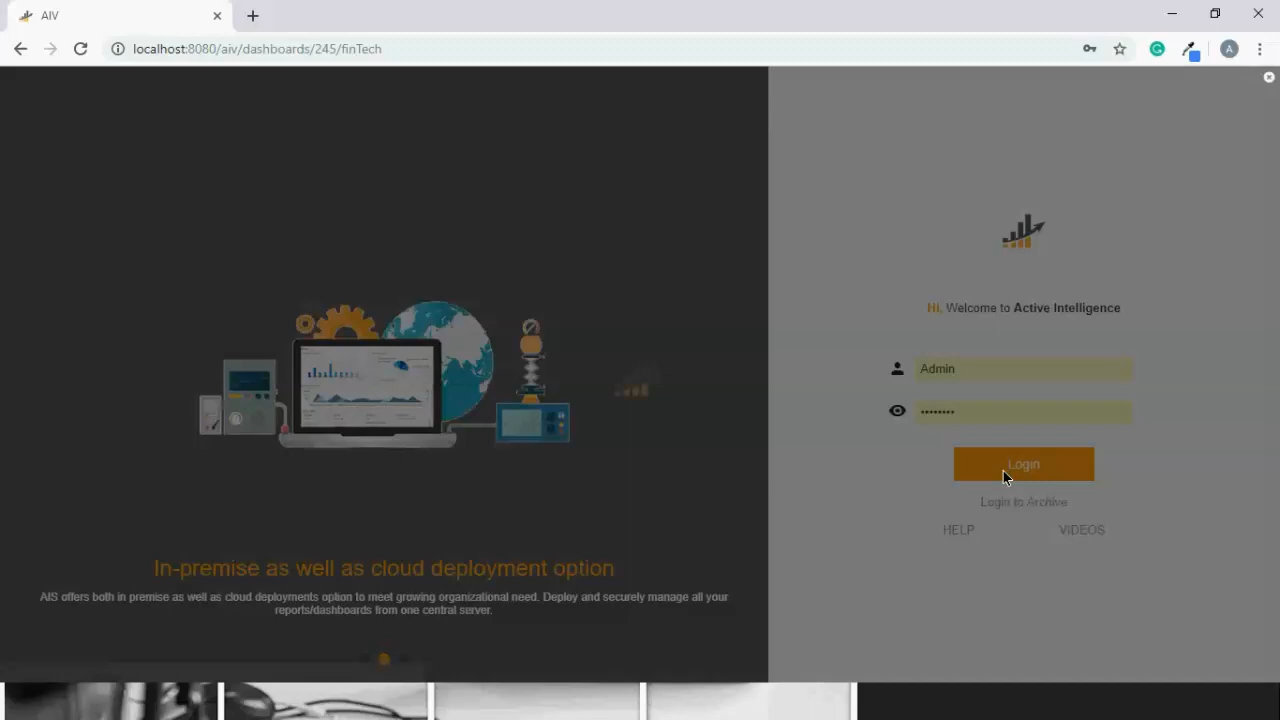 AIV
localhost:8080/aiv/dashboards/245/finTech
A
Hi, Welcome to Active Intelligence
Admin
••••••••
Login
Login to Archive
HELP VIDEOS
In-premise as well as cloud deployment option
AIS offers both in premise as well as cloud deployments option to meet growing organizational need. Deploy and securely manage all your
reports/dashboards from one central server.